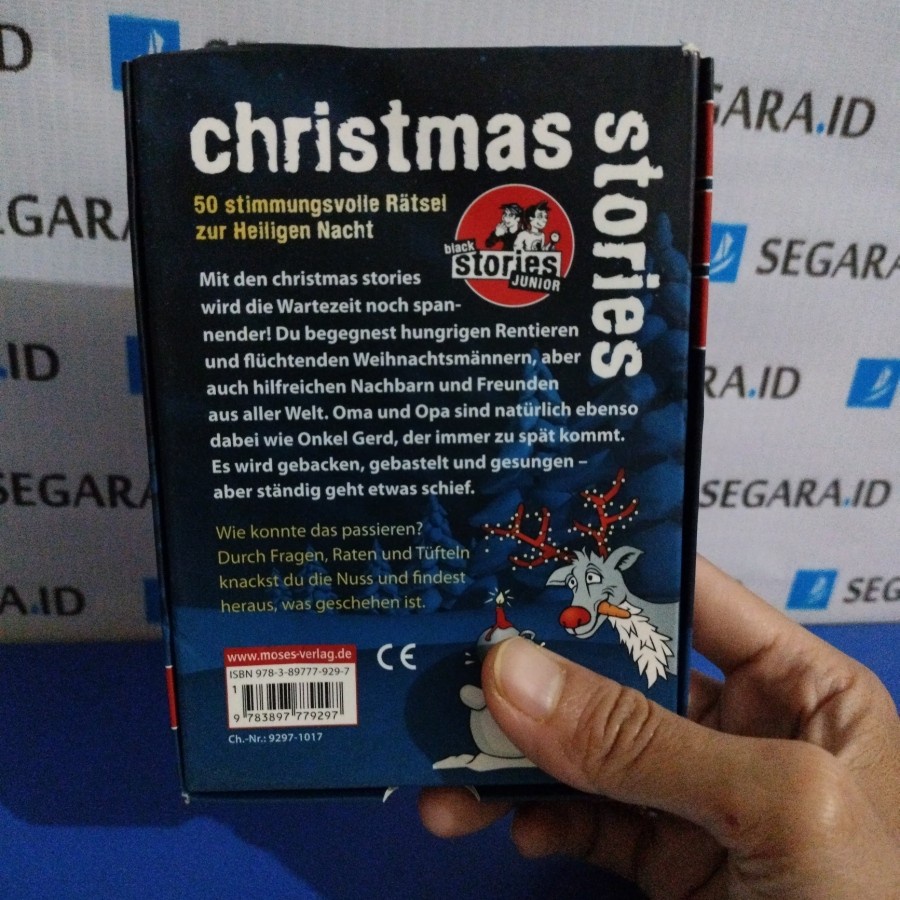 SEGARA.ID
christmas
stories
50 stimmungsvolle Rätsel
zur Heiligen Nacht
black
stories
JUNIOR
Mit den christmas stories
wird die Wartezeit noch span-
nender! Du begegnest hungrigen Rentieren
und flüchtenden Weihnachtsmännern, aber
auch hilfreichen Nachbarn und Freunden
aus aller Welt. Oma und Opa sind natürlich ebenso
dabei wie Onkel Gerd, der immer zu spät kommt.
Es wird gebacken, gebastelt und gesungen –
aber ständig geht etwas schief.
Wie konnte das passieren?
Durch Fragen, Raten und Tüfteln
knackst du die Nuss und findest
heraus, was geschehen ist.
www.moses-verlag.de
CE
ISBN 978-3-89777-929-7
1
9 783897 779297
Ch.-Nr.: 9297-1017
SEGARA.ID